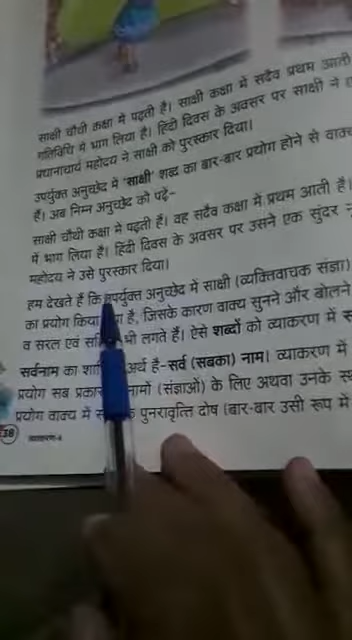 साक्षी चौथी कक्षा में पढ़ती है। साक्षी कक्षा में सदैव प्रथम आती
गतिविधि में भाग लिया है। हिंदी दिवस के अवसर पर साक्षी ने
प्रधानाचार्य महोदय ने साक्षी को पुरस्कार दिया।
उपर्युक्त अनुच्छेद में 'साक्षी' शब्द का बार-बार प्रयोग होने से
हैं। अब निम्न अनुच्छेद को पढ़ें-
साक्षी चौथी कक्षा में पढ़ती है। वह सदैव कक्षा में प्रथम आती है।
में भाग लिया है। हिंदी दिवस के अवसर पर उसने एक सुंदर
महोदय ने उसे पुरस्कार दिया।
हम देखते हैं कि उपर्युक्त अनुच्छेद में साक्षी (व्यक्तिवाचक संज्ञा)
का प्रयोग किया है, जिसके कारण वाक्य सुनने और बोलने
व सरल एवं भी लगते हैं। ऐसे शब्दों को व्याकरण में
सर्वनाम का अर्थ है-सर्व (सबका) नाम। व्याकरण में
प्रयोग सब नामों (संज्ञाओं) के लिए अथवा उनके
प्रयोग वाक्य में पुनरावृत्ति दोष (बार-बार उसी रूप में
38 व्याकरण-4